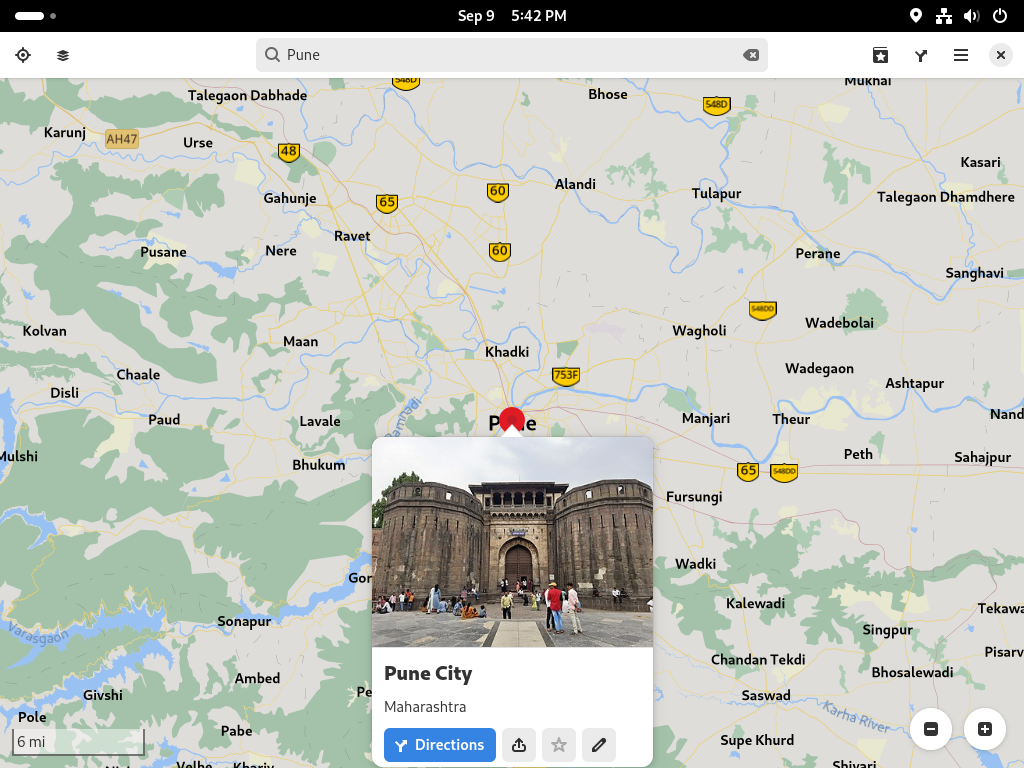 Sep 9 5:42 PM
Pune
548D
Mukhai
Talegaon Dabhade
Bhose
548D
Karunj
AH47
Urse
48
Kasari
60
Alandi
Tulapur
Talegaon Dhamdhere
Gahunje
65
Ravet
Pusane
Nere
60
Perane
Sanghavi
548DD
Kolvan
Maan
Wagholi
Wadebolai
Khadki
Chaale
753F
Wadegaon
Ashtapur
Disli
Paud
Lavale
Manjari
Theur
Nand
Mulshi
Bhukum
65
548DD
Peth
Sahajpur
Fursungi
Wadki
Gor
Kalewadi
Tekawa
Varasgaon
Sonapur
Singpur
Pisarv
Chandan Tekdi
Bhosalewadi
Pune City
Ambed
Pe
Givshi
Maharashtra
Saswad
Karha River
Pole
Pabe
6 mi
Directions
Supe Khurd
Velhe
Khariv
Shivari